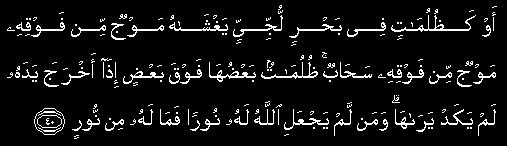 أَوْ كَظُلُمَـٰتٍ فِى بَحْرٍ لُّجِّىٍّ يَغْشَىٰهُ مَوْجٌ مِّن فَوْقِهِۦ
مَوْجٌ مِّن فَوْقِهِۦ سَحَابٌ ۚ ظُلُمَـٰتٌۢ بَعْضُهَا فَوْقَ بَعْضٍ إِذَآ أَخْرَجَ يَدَهُۥ
لَمْ يَكَدْ يَرَىٰهَا ۗ وَمَن لَّمْ يَجْعَلِ ٱللَّهُ لَهُۥ نُورًا فَمَا لَهُۥ مِن نُّورٍ ﴿٤٠﴾